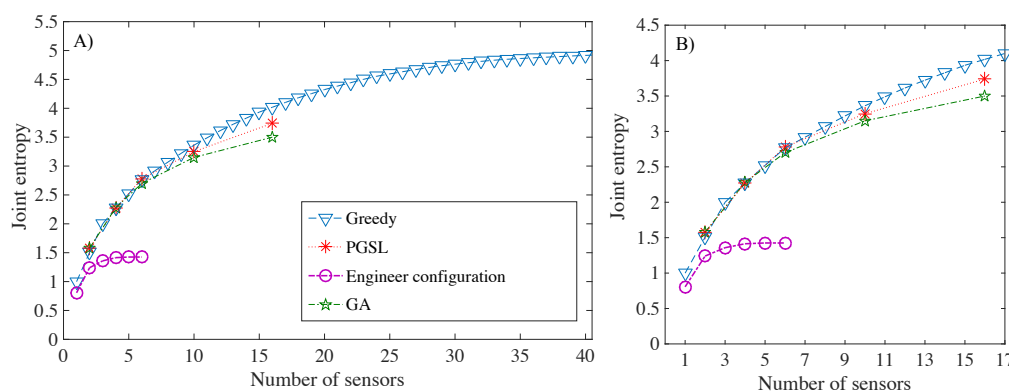 A)
Joint entropy
5.5
5
4.5
4
3.5
3
2.5
2
1.5
1
0.5
0
0 5 10 15 20 25 30 35 40
Number of sensors
Greedy
PGSL
Engineer configuration
GA
B)
Joint entropy
4.5
4
3.5
3
2.5
2
1.5
1
0.5
0
1 3 5 7 9 11 13 15 17
Number of sensors